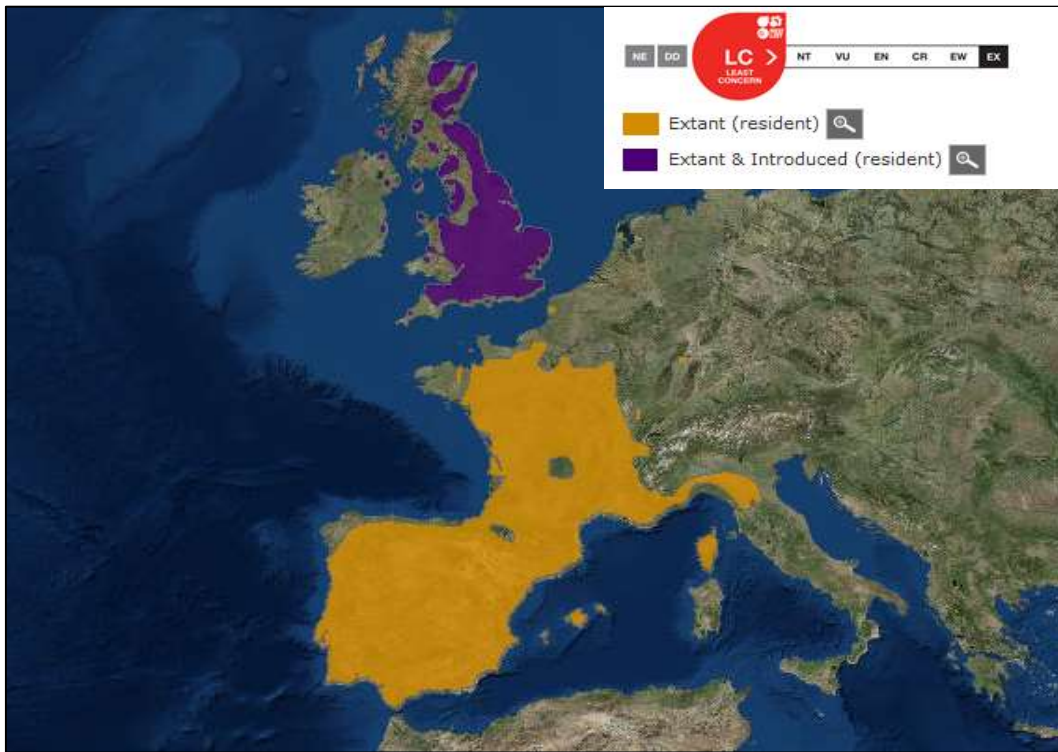 NE DD LC > NT VU EN CR EW EX
LEAST
CONCERN
Extant (resident)
Extant & Introduced (resident)